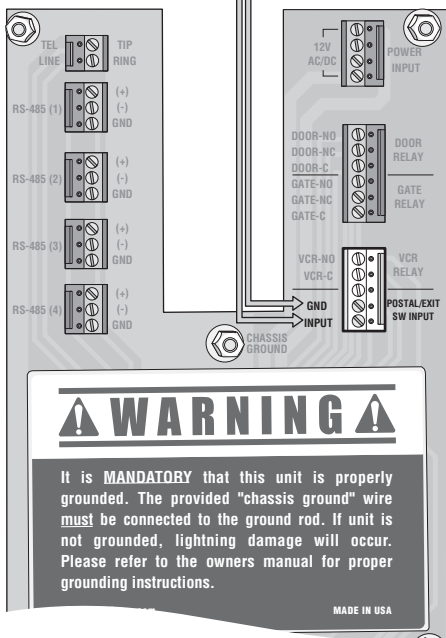 TEL TIP
LINE RING
RS-485 (1) (+)
(-)
GND
RS-485 (2) (+)
(-)
GND
RS-485 (3) (+)
(-)
GND
RS-485 (4) (+)
(-)
GND
12V
AC/DC
POWER
INPUT
DOOR-NO
DOOR-NC
DOOR-C
DOOR
RELAY
GATE-NO
GATE-NC
GATE-C
GATE
RELAY
VCR-NO
VCR-C
VCR
RELAY
GND
INPUT
POSTAL/EXIT
SW INPUT
CHASSIS
GROUND
WARNING
It is MANDATORY that this unit is properly
grounded. The provided "chassis ground" wire
must be connected to the ground rod. If unit is
not grounded, lightning damage will occur.
Please refer to the owners manual for proper
grounding instructions.
MADE IN USA